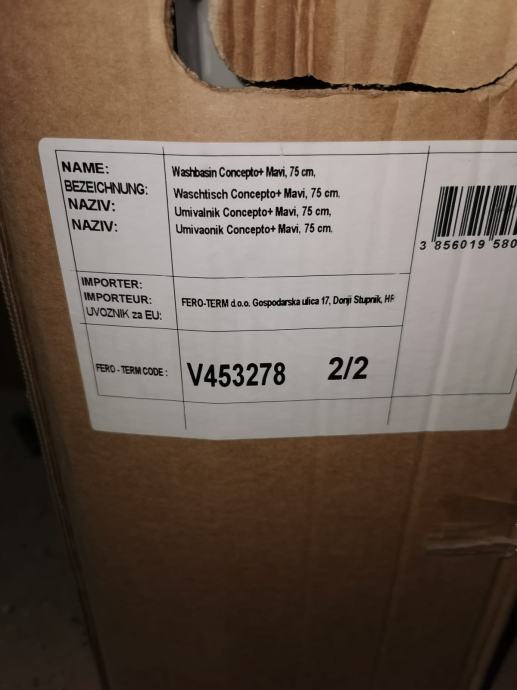 NAME: Washbasin Concepto+ Mavi, 75 cm,
BEZEICHNUNG: Waschtisch Concepto+ Mavi, 75 cm,
NAZIV: Umivalnik Concepto+ Mavi, 75 cm,
NAZIV: Umivaonik Concepto+ Mavi, 75 cm,
3 856019 580
IMPORTER:
IMPORTEUR: FERO-TERM d.o.o. Gospodarska ulica 17, Donji Stupnik, HR
UVOZNIK za EU:
FERO - TERM CODE : V453278 2/2